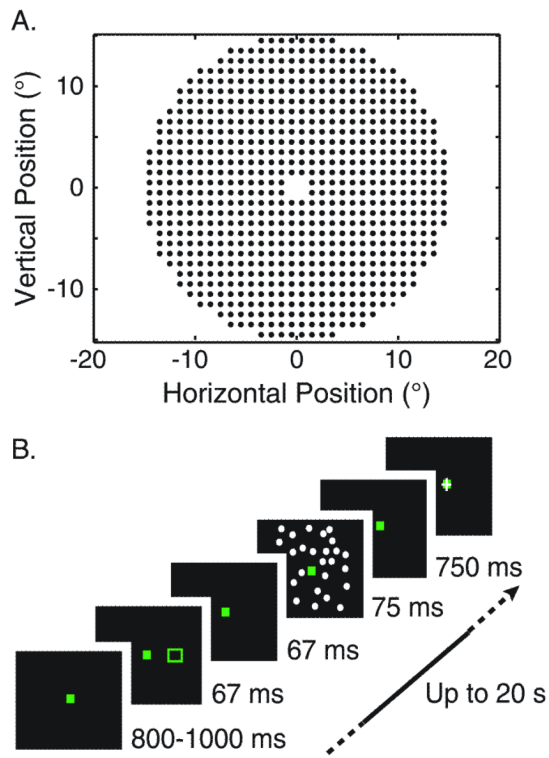 A.
Vertical Position (°)
10
0
-10
-20 -10 0 10 20
Horizontal Position (°)
B.
750 ms
75 ms
67 ms
67 ms
800-1000 ms
Up to 20 s